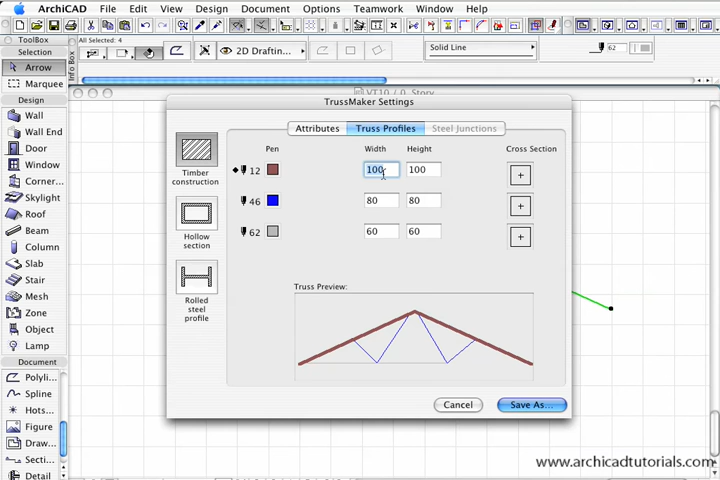 ArchiCAD File Edit View Design Document Options Teamwork Window Help
ToolBox
All Selected: 4
Selection
Info Box
2D Draftin...
Solid Line
62
Arrow
Marquee
VT10 / 0. Story
Design
Wall
Wall End
Door
Window
Corner...
Skylight
Roof
Beam
Column
Slab
Stair
Mesh
Zone
Object
Lamp
Document
Polyli...
Spline
Hots...
Figure
Draw...
Secti...
Detail
TrussMaker Settings
Attributes Truss Profiles Steel Junctions
Pen Width Height Cross Section
Timber construction
Hollow section
Rolled steel profile
12 100 100
46 80 80
62 60 60
Truss Preview:
Cancel Save As...
www.archicadtutorials.com